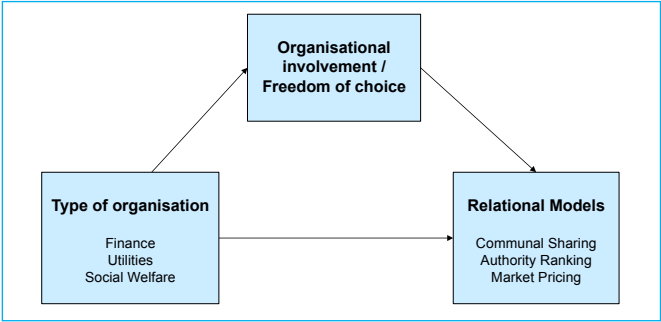 Organisational
involvement /
Freedom of choice
Type of organisation
Finance
Utilities
Social Welfare
Relational Models
Communal Sharing
Authority Ranking
Market Pricing